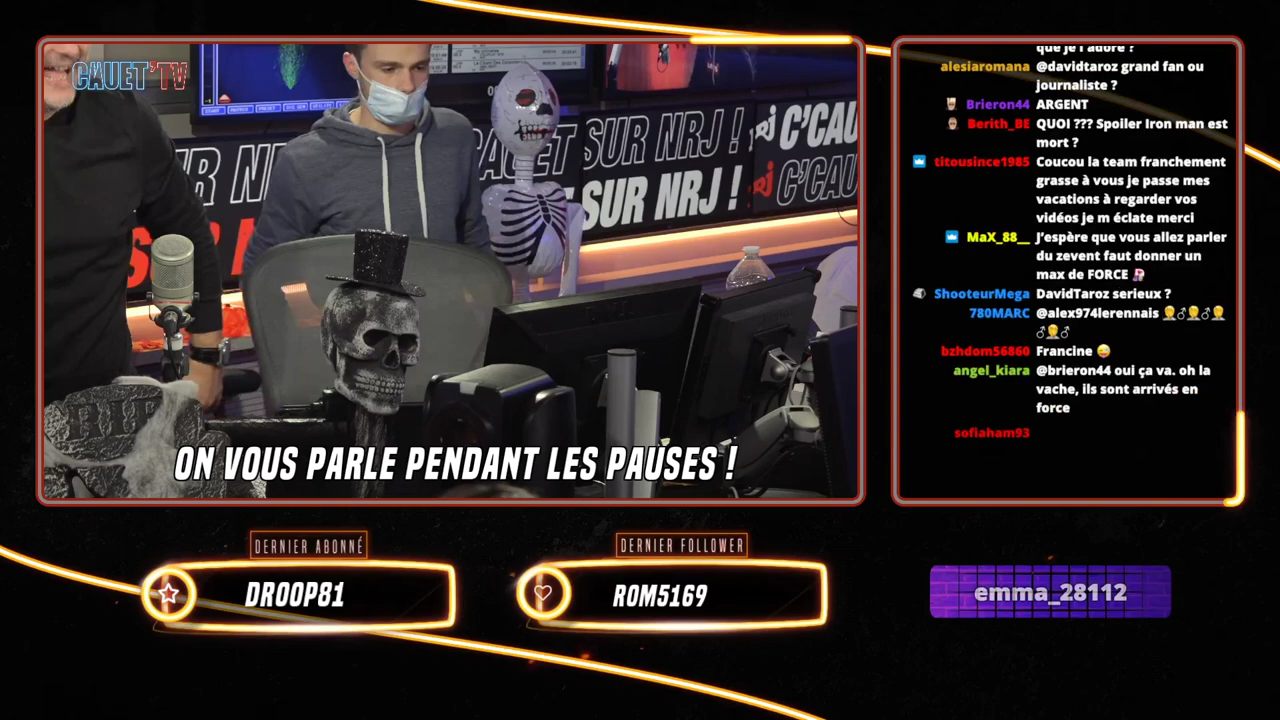 CAUET'TV
CAUET SUR NRJ !
SUR NRJ !
C'CAU
C'CAU
RIP
ON VOUS PARLE PENDANT LES PAUSES !
que je l'adore ?
alesiaromana @davidtaroz grand fan ou
journaliste ?
Brieron44 ARGENT
Berith_BE QUOI ??? Spoiler Iron man est
mort ?
titousince1985 Coucou la team franchement
grasse à vous je passe mes
vacations à regarder vos
vidéos je m éclate merci
MaX_88__ J'espère que vous allez parler
du zevent faut donner un
max de FORCE
ShooteurMega DavidTaroz serieux ?
780MARC @alex974lerennais 🤦♂🤦♂🤦
♂🤦♂
bzhdom56860 Francine 😜
angel_kiara @brieron44 oui ça va. oh la
vache, ils sont arrivés en
force
sofiaham93
DERNIER ABONNÉ
DROOP81
DERNIER FOLLOWER
ROM5169
emma_28112